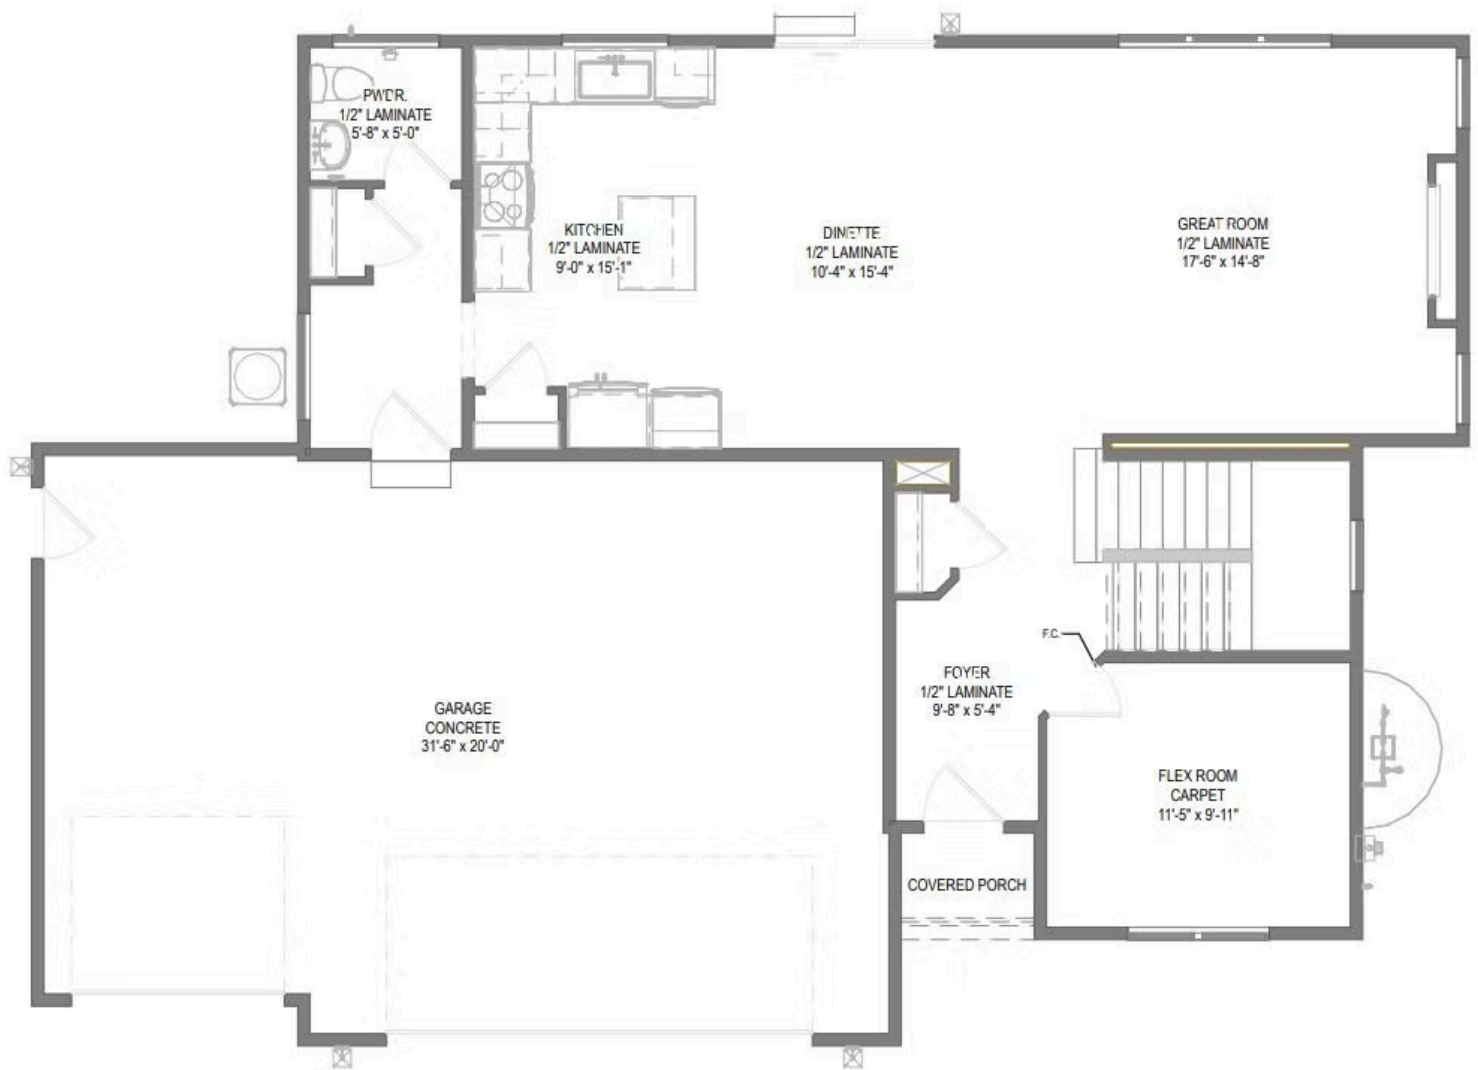 PWDR.
1/2" LAMINATE
5'-8" x 5'-0"
KITCHEN
1/2" LAMINATE
9'-0" x 15'-1"
DINETTE
1/2" LAMINATE
10'-4" x 15'-4"
GREAT ROOM
1/2" LAMINATE
17'-6" x 14'-8"
F.C.
FOYER
1/2" LAMINATE
9'-8" x 5'-4"
GARAGE
CONCRETE
31'-6" x 20'-0"
FLEX ROOM
CARPET
11'-5" x 9'-11"
COVERED PORCH